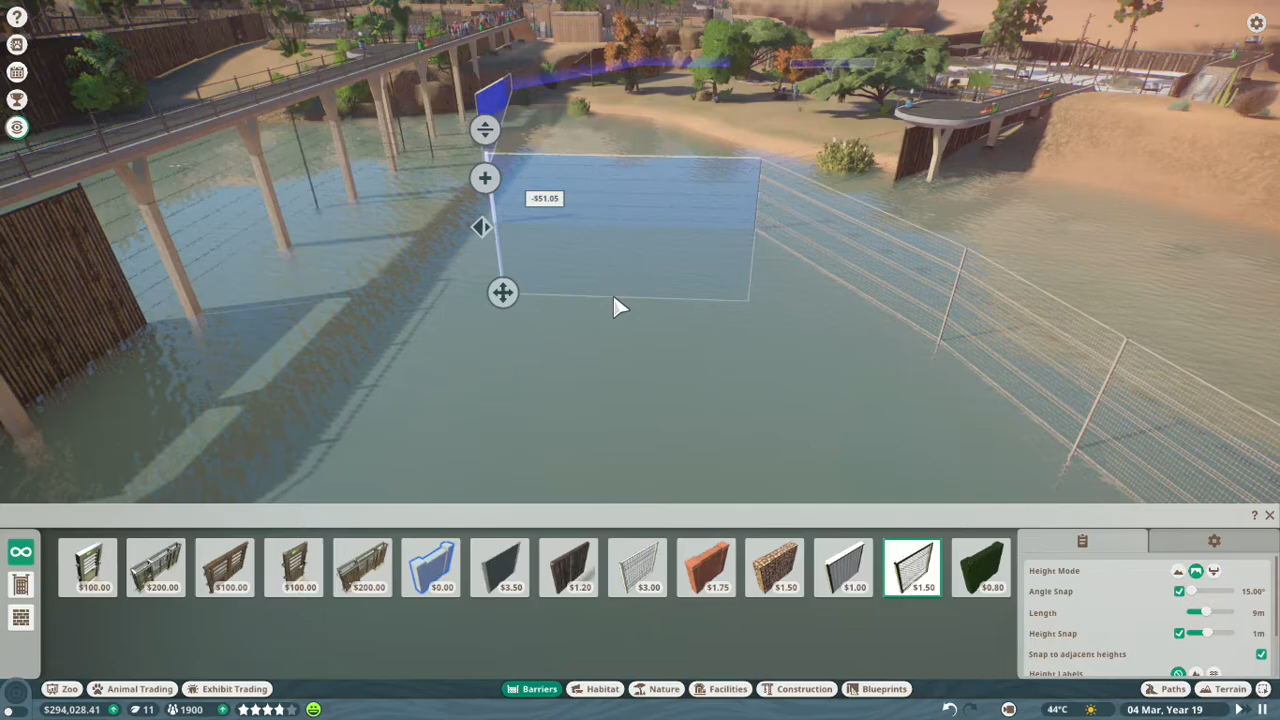 -$51.05
$100.00
$200.00
$100.00
$100.00
$200.00
$0.00
$3.50
$1.20
$3.00
$1.75
$1.50
$1.00
$1.50
$0.80
?
Height Mode
Angle Snap 15.00°
Length 9m
Height Snap 1m
Snap to adjacent heights
Height Labels
Zoo
Animal Trading
Exhibit Trading
Barriers
Habitat
Nature
Facilities
Construction
Blueprints
Paths
Terrain
$294,028.41
11
1900
44°C
04 Mar, Year 19